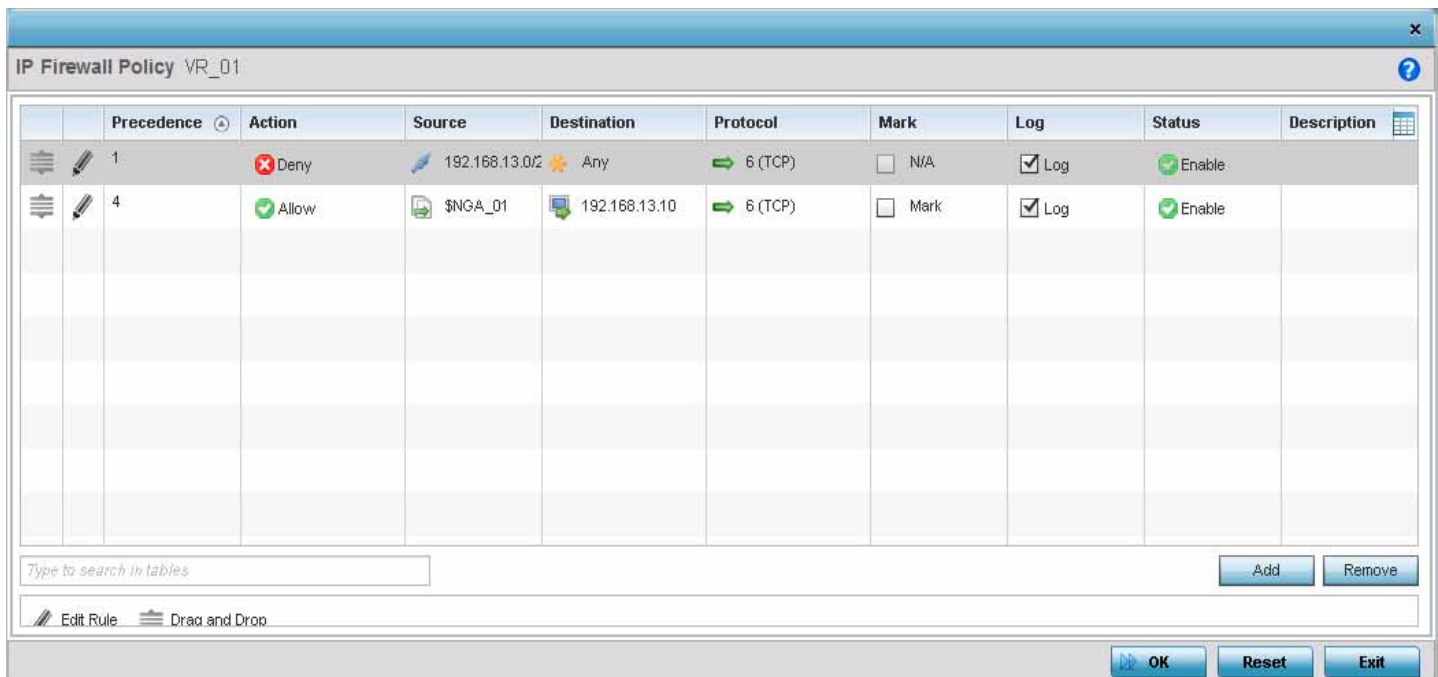 IP Firewall Policy VR_01
Precedence Action Source Destination Protocol Mark Log Status Description
1 Deny 192.168.13.0/2 Any 6 (TCP) N/A Log Enable
4 Allow $NGA_01 192.168.13.10 6 (TCP) Mark Log Enable
Type to search in tables
Add Remove
Edit Rule Drag and Drop
OK Reset Exit